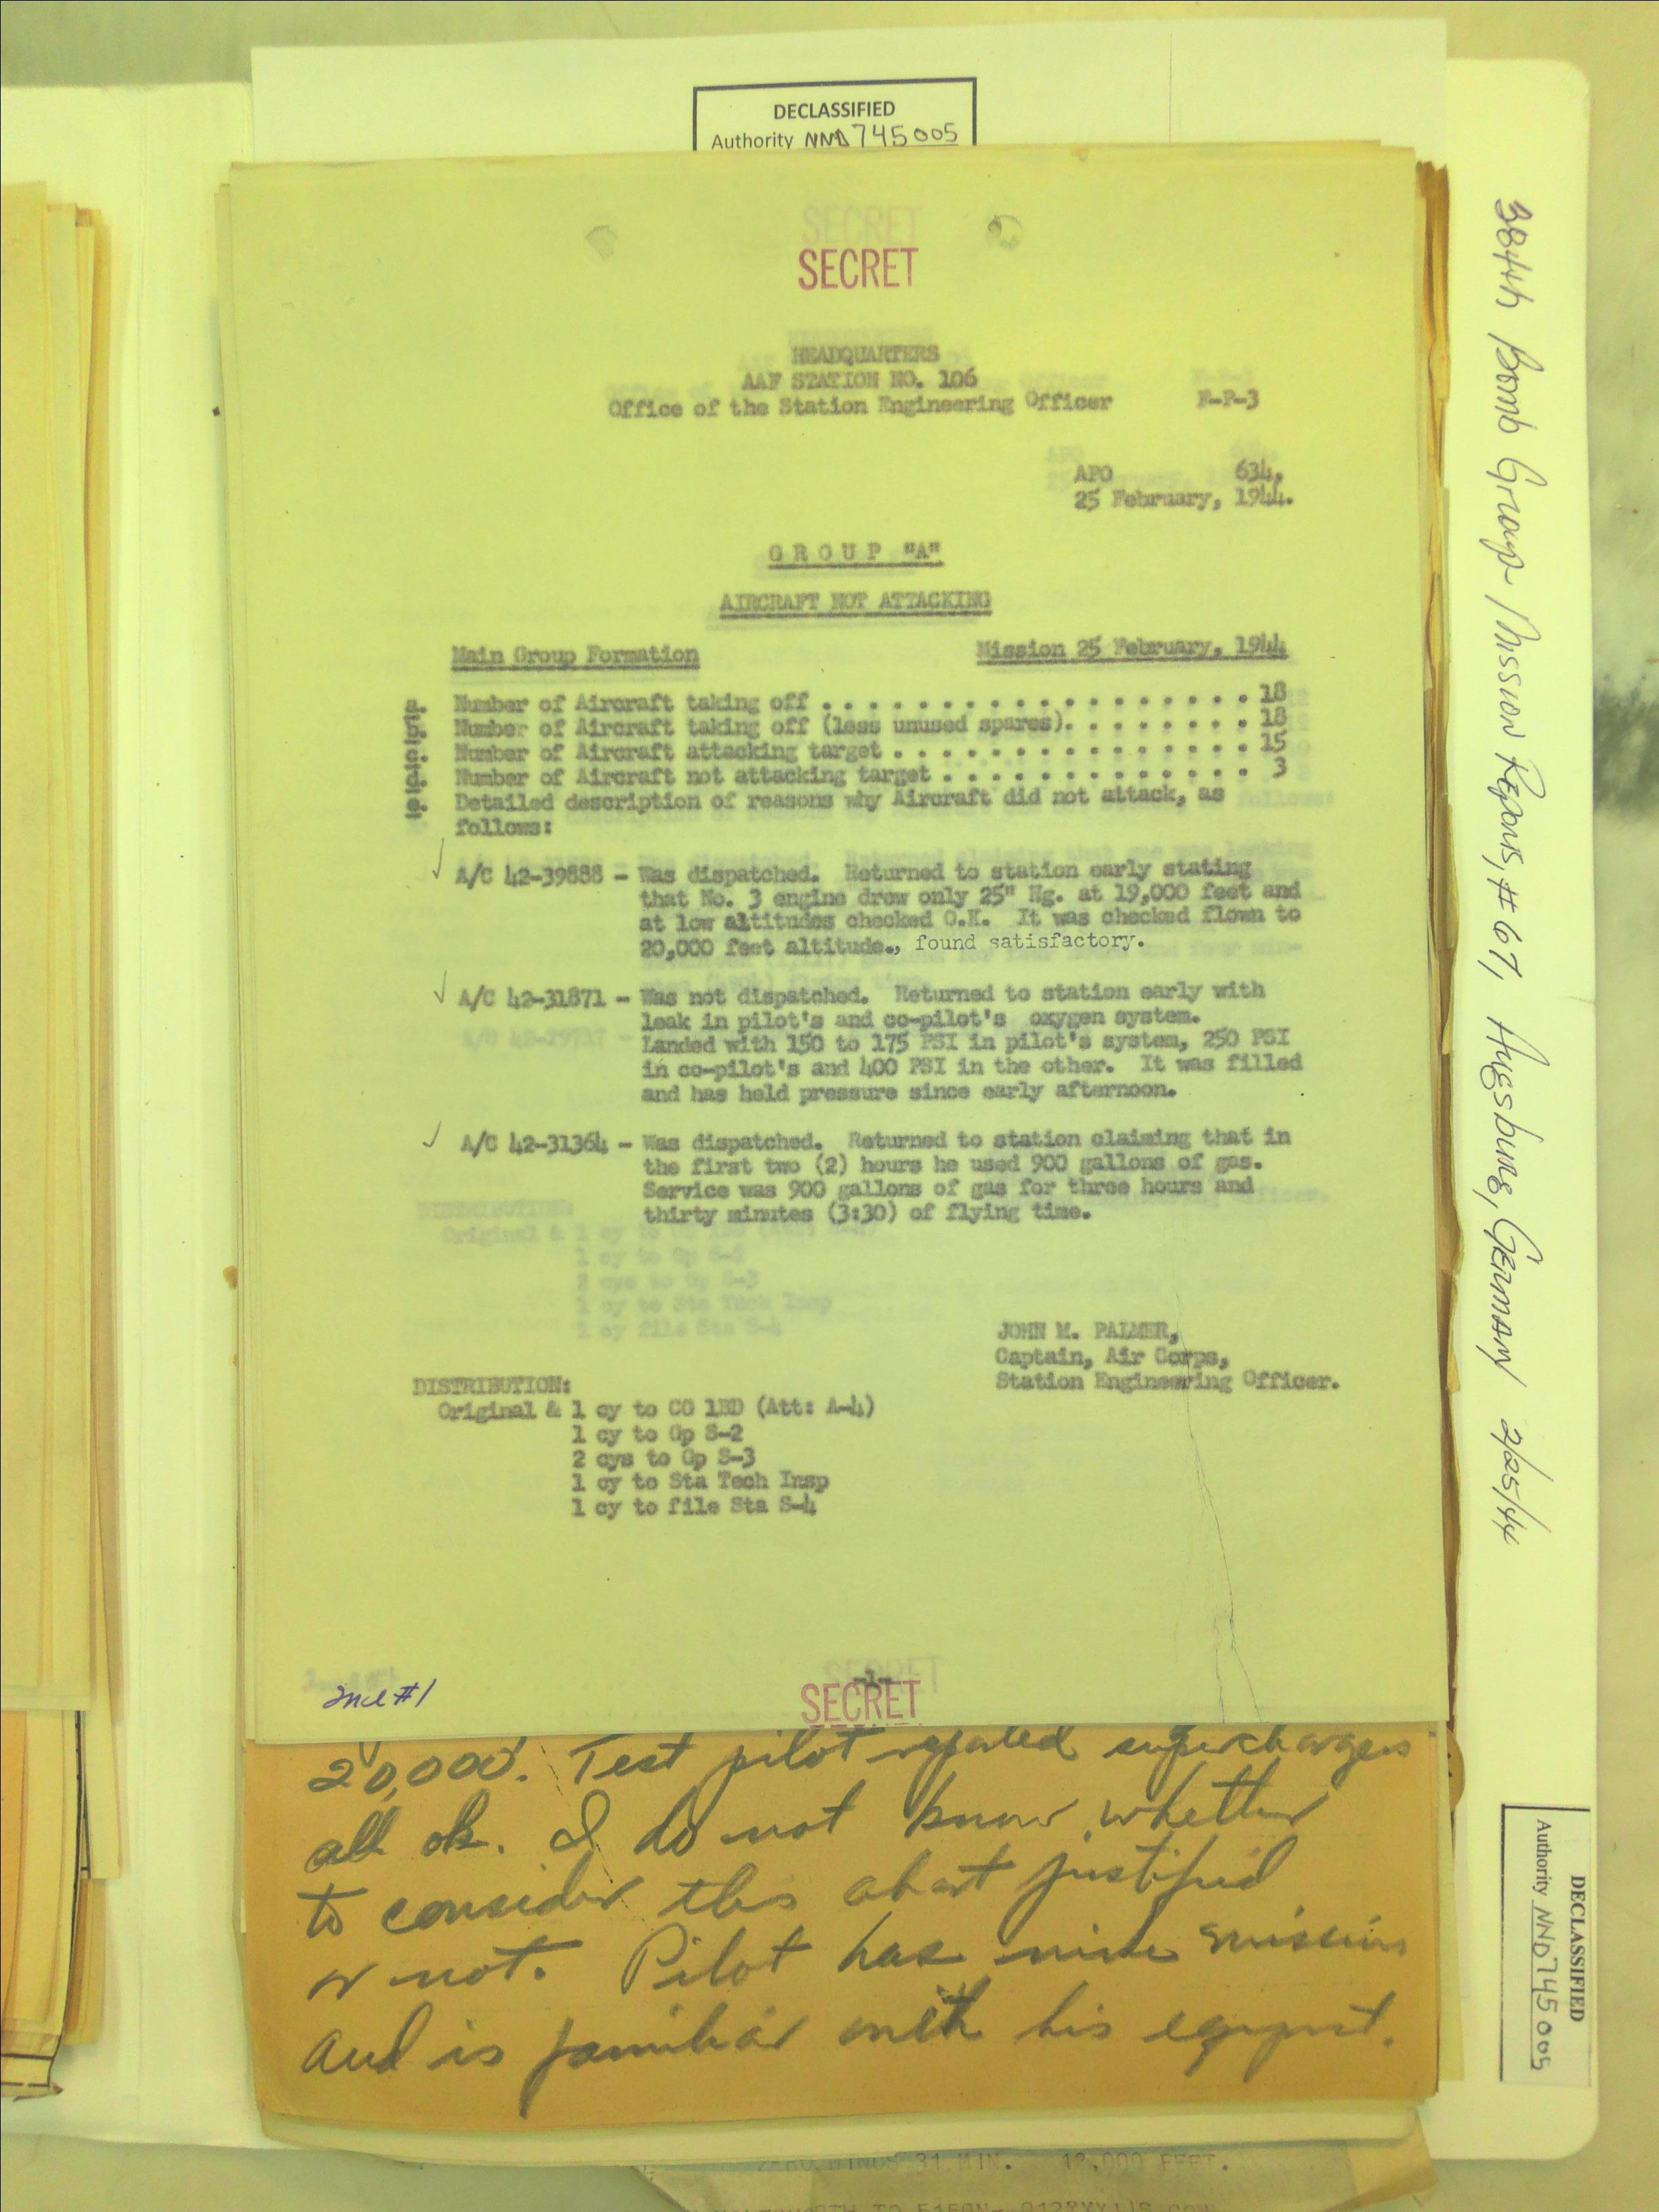 DECLASSIFIED
Authority NND 745005
SECRET
SECRET
HEADQUARTERS
AAF STATION NO. 106
Office of the Station Engineering Officer F-P-3
APO 634,
25 February, 1944.
G R O U P "A"
AIRCRAFT NOT ATTACKING
Main Group Formation Mission 25 February, 1944
a. Number of Aircraft taking off . . . . . . . . . . . . . . . . . . . 18
b. Number of Aircraft taking off (less unused spares). . . . . . . . 18
c. Number of Aircraft attacking target . . . . . . . . . . . . . . . 15
d. Number of Aircraft not attacking target . . . . . . . . . . . . . 3
e. Detailed description of reasons why Aircraft did not attack, as
follows:
A/C 42-39888 - Was dispatched. Returned to station early stating
that No. 3 engine drew only 25" Hg. at 19,000 feet and
at low altitudes checked O.K. It was checked flown to
20,000 feet altitude., found satisfactory.
A/C 42-31871 - Was not dispatched. Returned to station early with
leak in pilot's and co-pilot's oxygen system.
Landed with 150 to 175 PSI in pilot's system, 250 PSI
in co-pilot's and 400 PSI in the other. It was filled
and has held pressure since early afternoon.
A/C 42-31364 - Was dispatched. Returned to station claiming that in
the first two (2) hours he used 900 gallons of gas.
Service was 900 gallons of gas for three hours and
thirty minutes (3:30) of flying time.
JOHN M. PALMER,
Captain, Air Corps,
Station Engineering Officer.
DISTRIBUTION:
Original & 1 cy to CG 1BD (Att: A-4)
1 cy to Gp S-2
2 cys to Gp S-3
1 cy to Sta Tech Insp
1 cy to file Sta S-4
Incl #1
-1-
SECRET
20,000'. Test pilot reported superchargers
all ok. I do not know whether
to consider this abort justified
or not. Pilot has nine missions
and is familiar with his eqpmt.
31 MIN. 12,000 FEET.
384th Bomb Group Mission Reports, #67, Augsburg, Germany 2/25/44
DECLASSIFIED
Authority NND 745005